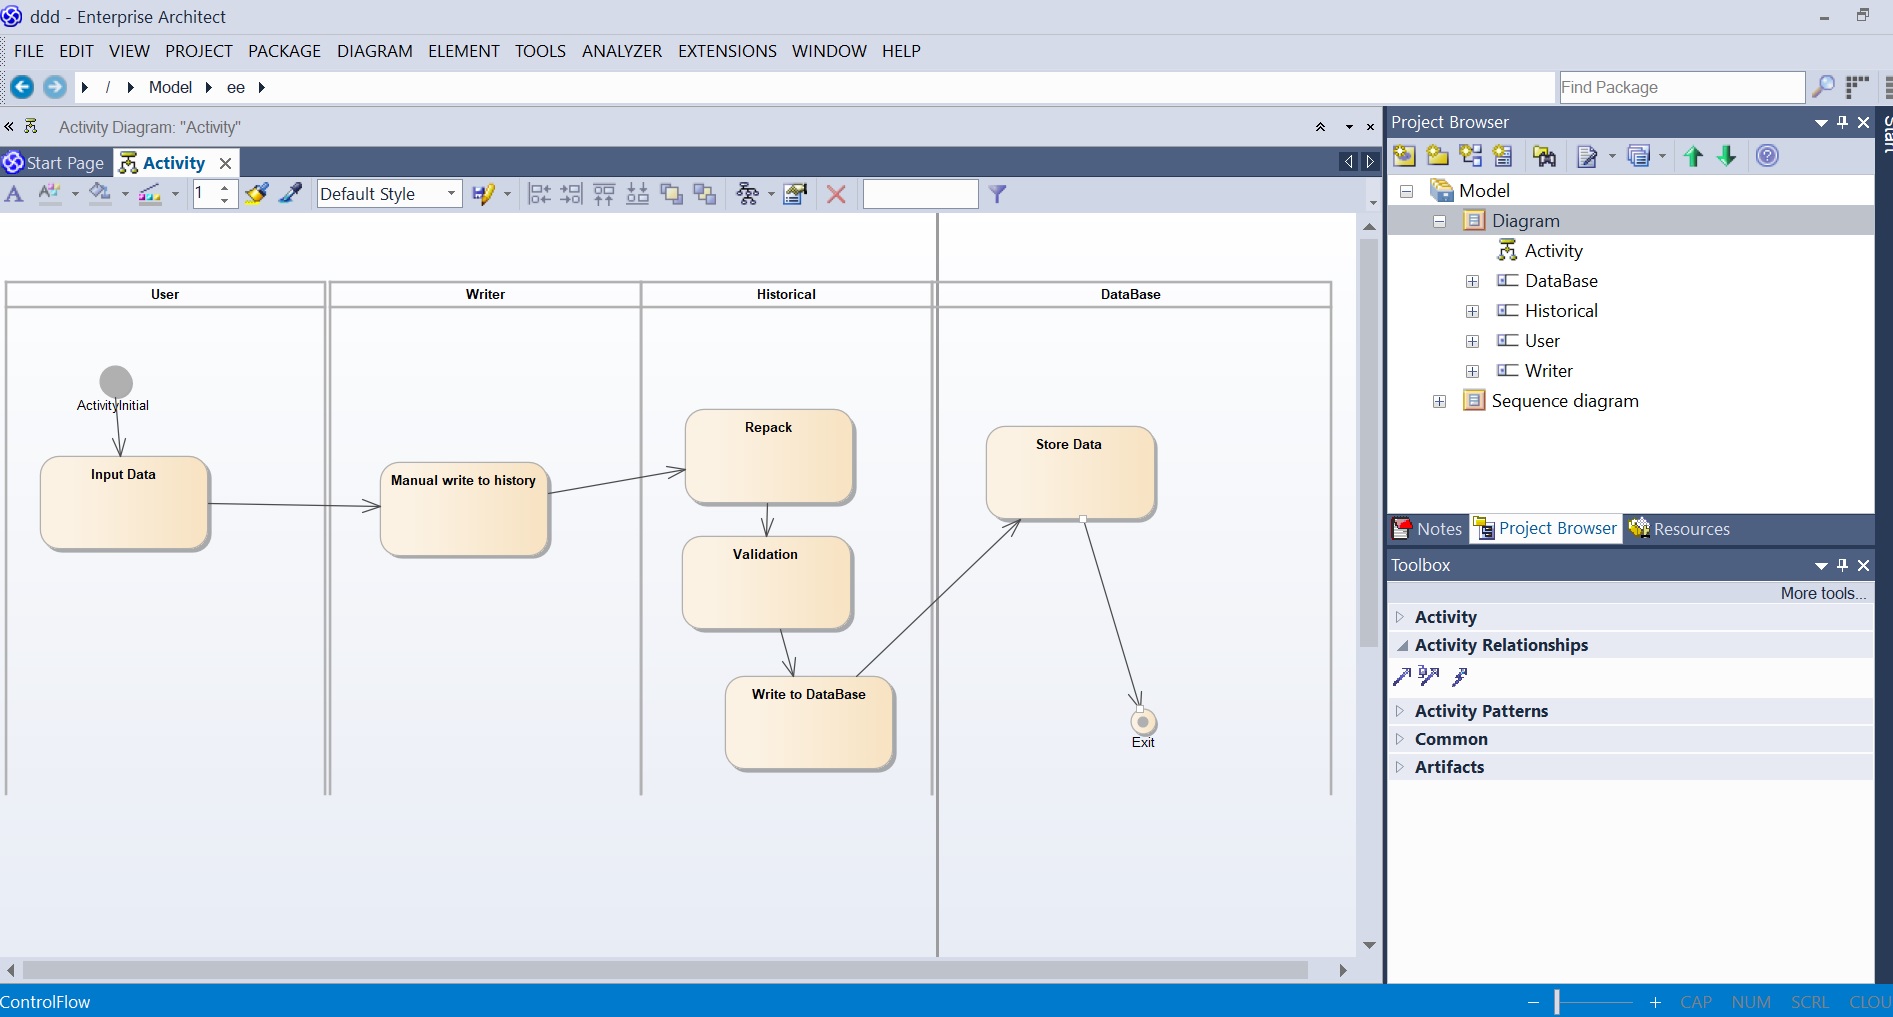 ddd - Enterprise Architect
FILE EDIT VIEW PROJECT PACKAGE DIAGRAM ELEMENT TOOLS ANALYZER EXTENSIONS WINDOW HELP
/ Model ee
Find Package
Activity Diagram: "Activity"
Start Page
Activity
1
Default Style
User
Writer
Historical
DataBase
ActivityInitial
Input Data
Manual write to history
Repack
Validation
Write to DataBase
Store Data
Exit
Project Browser
Model
Diagram
Activity
DataBase
Historical
User
Writer
Sequence diagram
Notes
Project Browser
Resources
Toolbox
More tools...
Activity
Activity Relationships
Activity Patterns
Common
Artifacts
Start
ControlFlow
CAP NUM SCRL CLOU